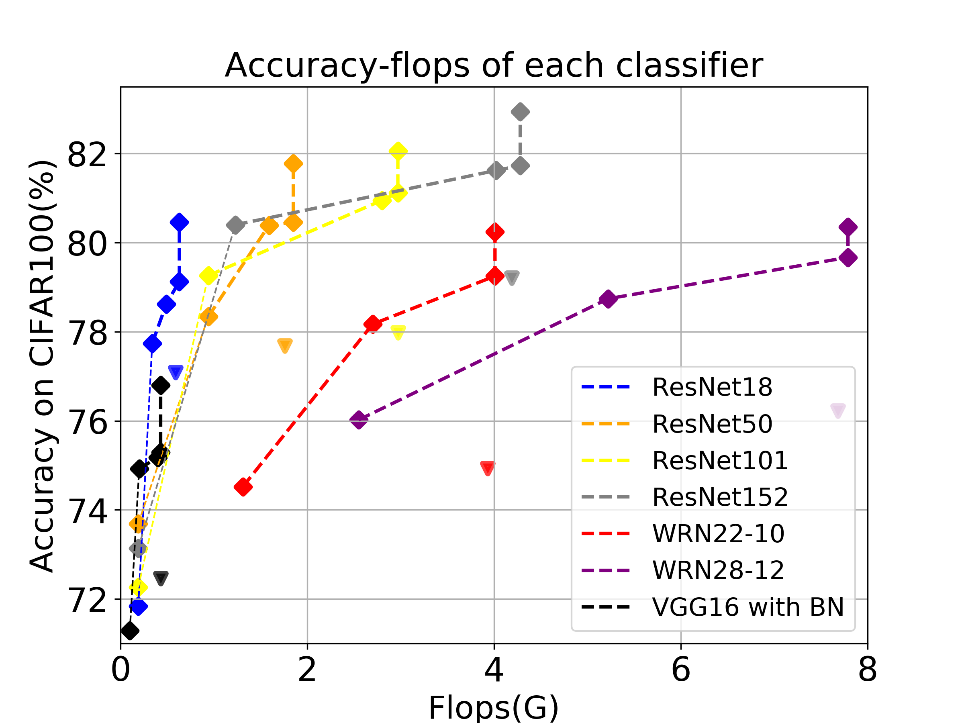 Accuracy-flops of each classifier
Accuracy on CIFAR100(%)
82
80
78
76
74
72
0 2 4 6 8
Flops(G)
ResNet18
ResNet50
ResNet101
ResNet152
WRN22-10
WRN28-12
VGG16 with BN